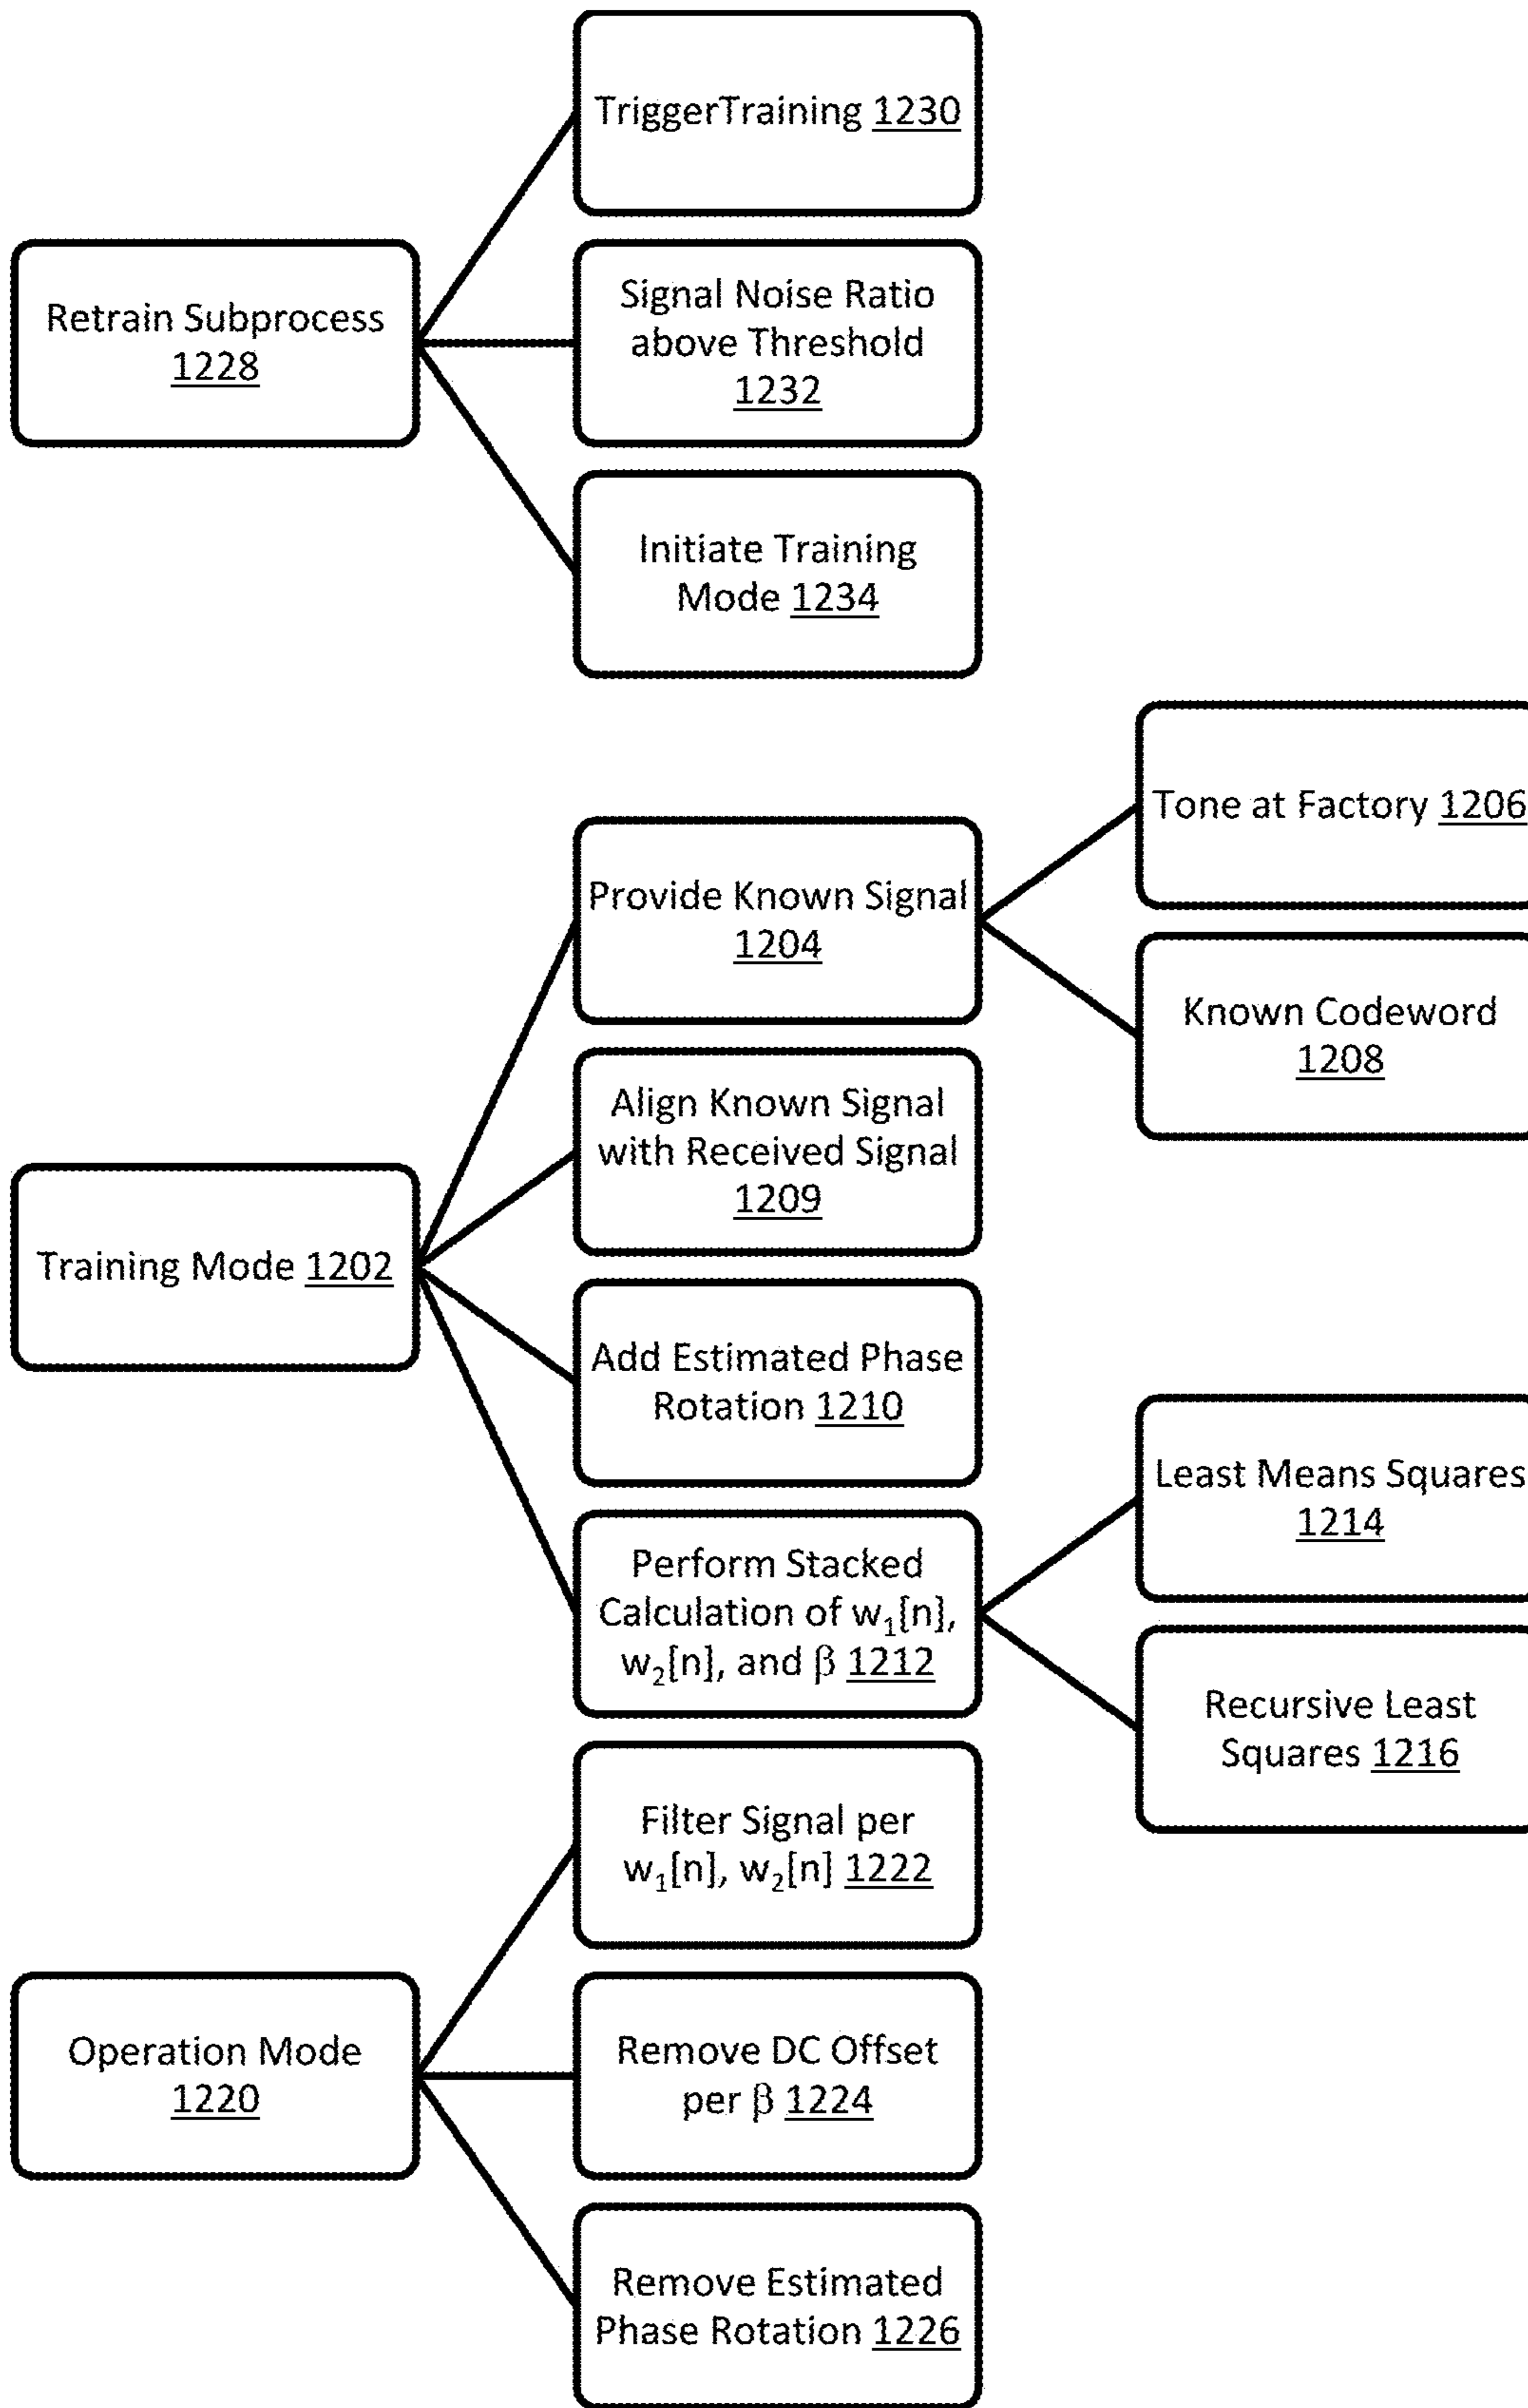 TriggerTraining 1230
Retrain Subprocess
1228
Signal Noise Ratio
above Threshold
1232
Initiate Training
Mode 1234
Training Mode 1202
Provide Known Signal
1204
Tone at Factory 1206
Known Codeword
1208
Align Known Signal
with Received Signal
1209
Add Estimated Phase
Rotation 1210
Perform Stacked
Calculation of w₁[n],
w₂[n], and β 1212
Least Means Squares
1214
Recursive Least
Squares 1216
Operation Mode
1220
Filter Signal per
w₁[n], w₂[n] 1222
Remove DC Offset
per β 1224
Remove Estimated
Phase Rotation 1226